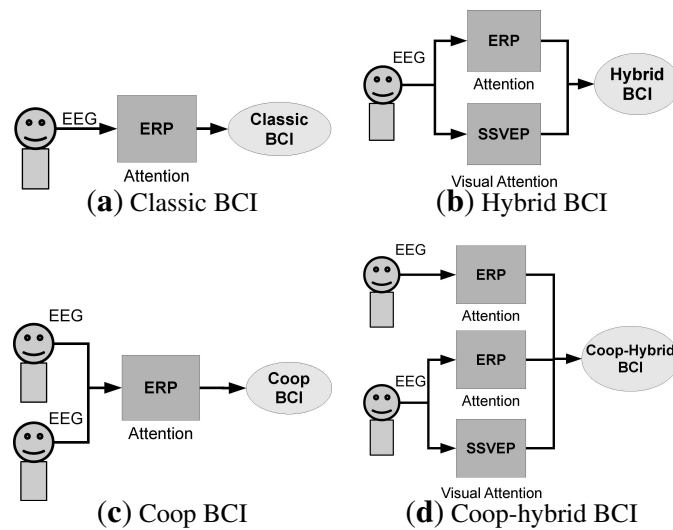 EEG
ERP
Attention
Classic
BCI
(a) Classic BCI
EEG
ERP
Attention
SSVEP
Visual Attention
Hybrid
BCI
(b) Hybrid BCI
EEG
EEG
ERP
Attention
Coop
BCI
(c) Coop BCI
EEG
ERP
Attention
EEG
ERP
Attention
SSVEP
Visual Attention
Coop-Hybrid
BCI
(d) Coop-hybrid BCI